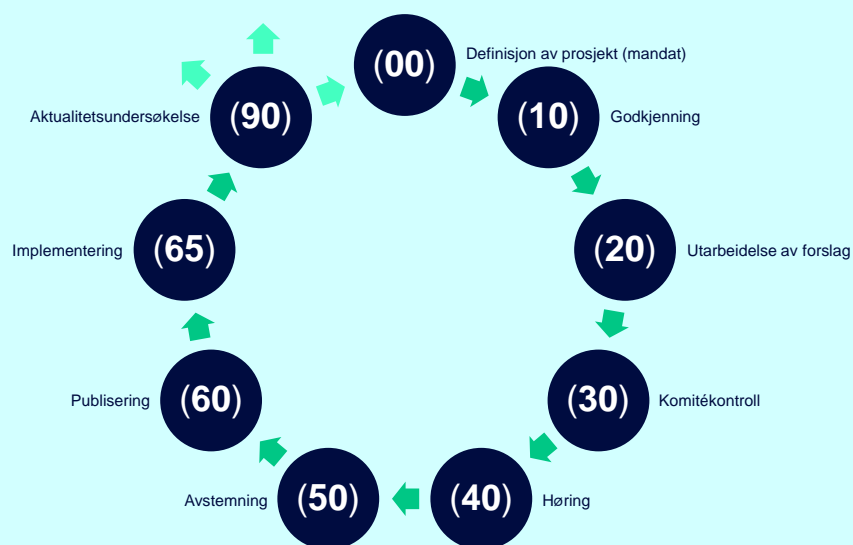 (00)
Definisjon av prosjekt (mandat)
(10)
Godkjenning
(20)
Utarbeidelse av forslag
(30)
Komitékontroll
(40)
Høring
(50)
Avstemning
(60)
Publisering
(65)
Implementering
(90)
Aktualitetsundersøkelse